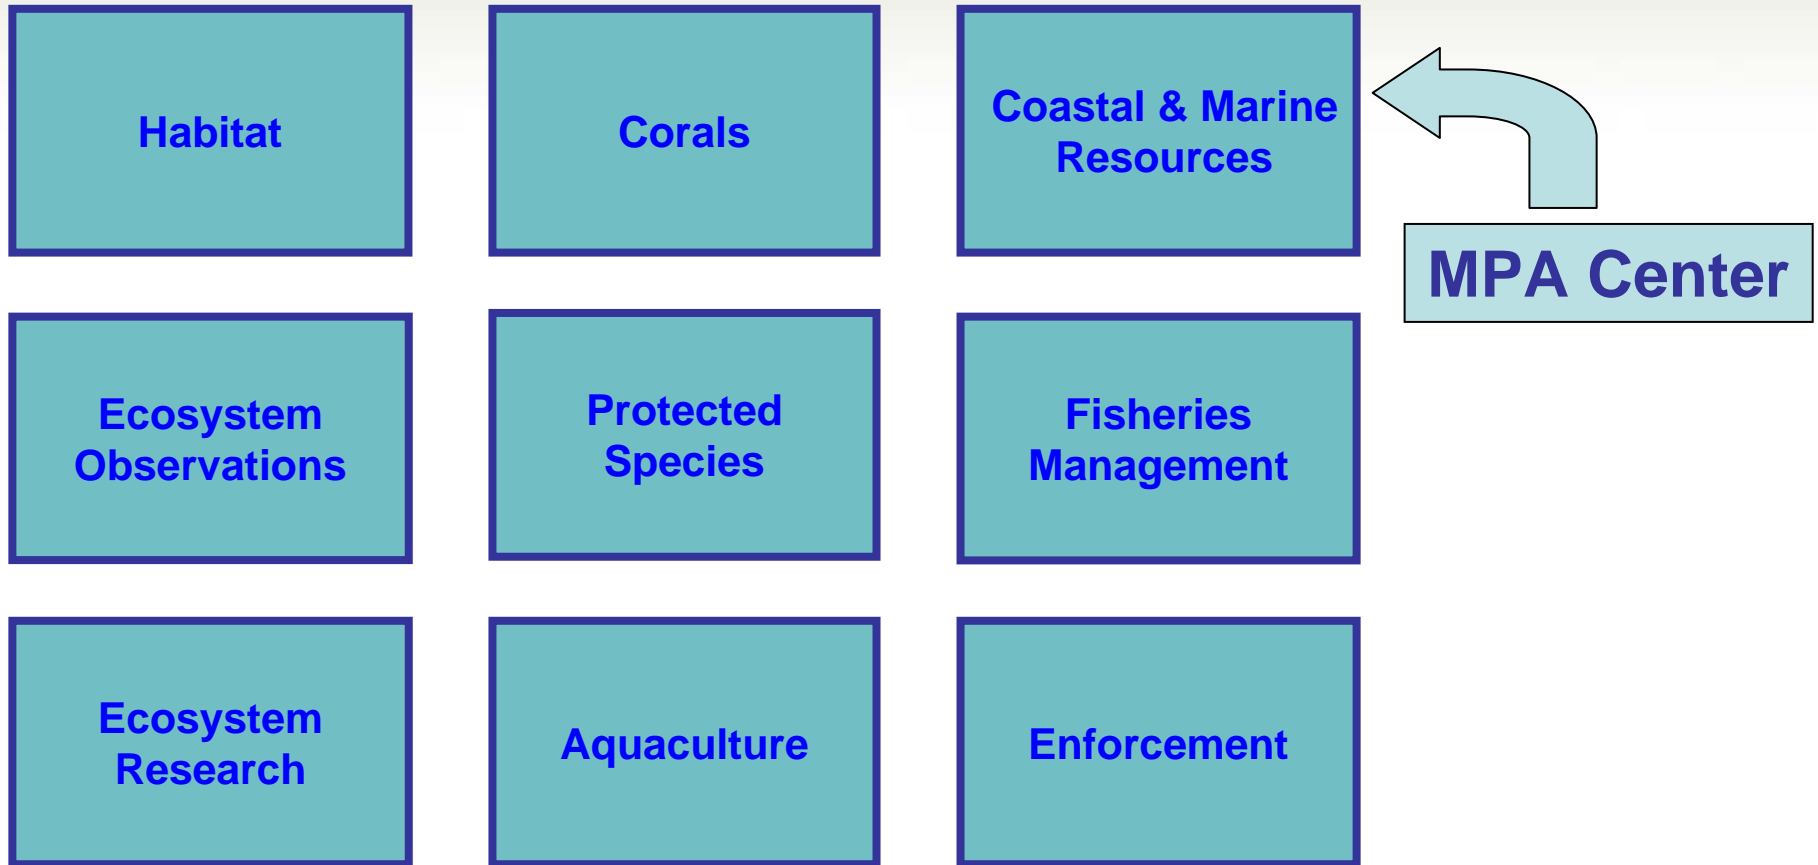 Habitat
Corals
Coastal & Marine
Resources
MPA Center
Ecosystem
Observations
Protected
Species
Fisheries
Management
Ecosystem
Research
Aquaculture
Enforcement